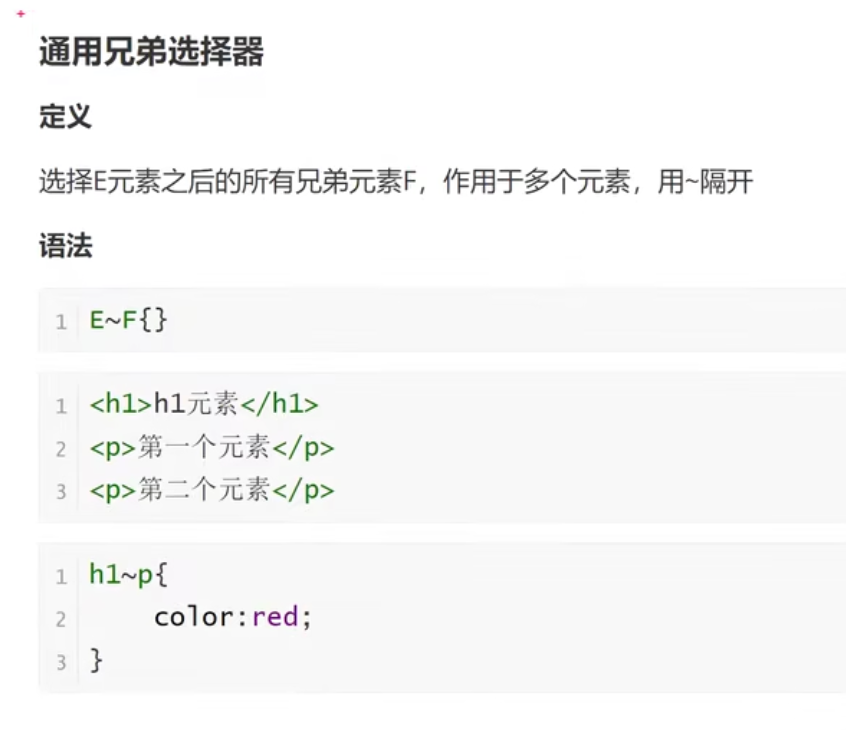 通用兄弟选择器
定义
选择E元素之后的所有兄弟元素F，作用于多个元素，用~隔开
语法
1 E~F{}
1 <h1>h1元素</h1>
2 <p>第一个元素</p>
3 <p>第二个元素</p>
1 h1~p{
2     color:red;
3 }